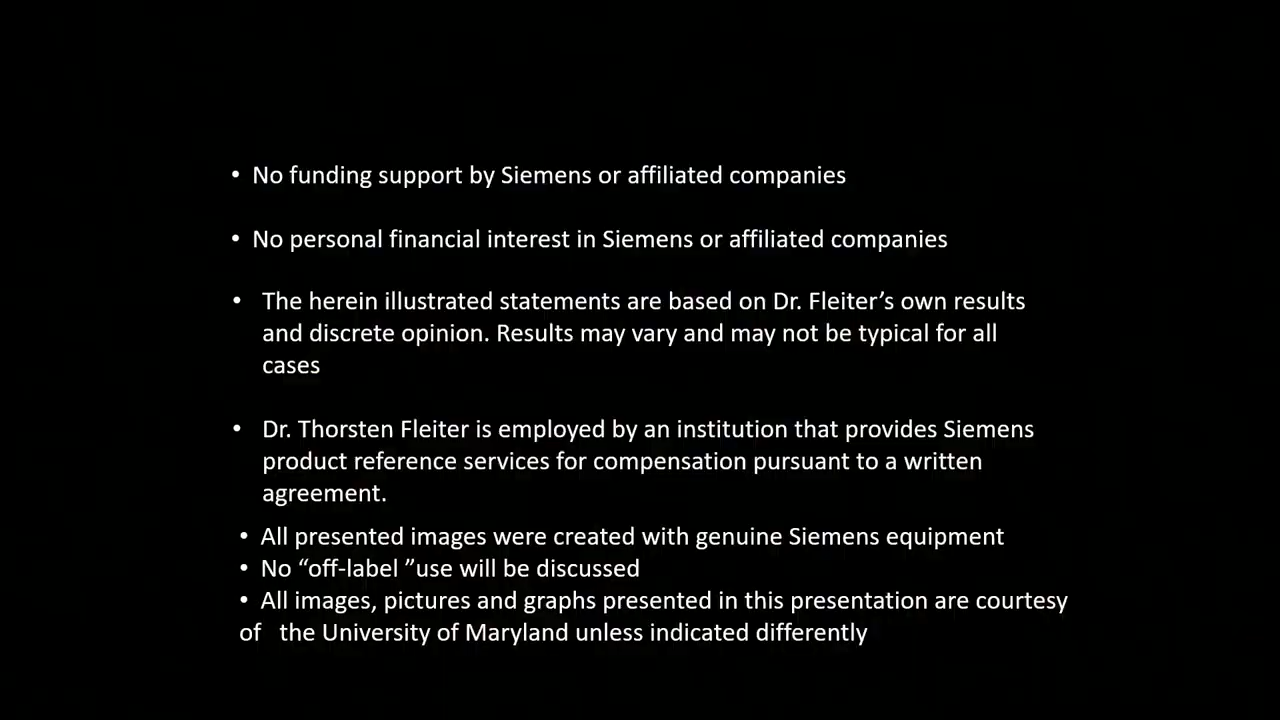 • No funding support by Siemens or affiliated companies
• No personal financial interest in Siemens or affiliated companies
• The herein illustrated statements are based on Dr. Fleiter’s own results
and discrete opinion. Results may vary and may not be typical for all
cases
• Dr. Thorsten Fleiter is employed by an institution that provides Siemens
product reference services for compensation pursuant to a written
agreement.
• All presented images were created with genuine Siemens equipment
• No “off-label ”use will be discussed
• All images, pictures and graphs presented in this presentation are courtesy
of the University of Maryland unless indicated differently